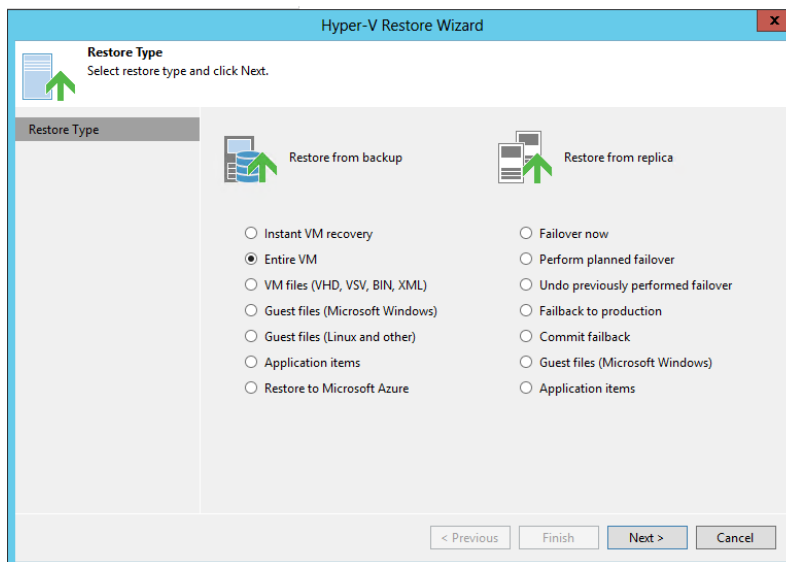 Hyper-V Restore Wizard
x
Restore Type
Select restore type and click Next.
Restore Type
Restore from backup
Instant VM recovery
Entire VM
VM files (VHD, VSV, BIN, XML)
Guest files (Microsoft Windows)
Guest files (Linux and other)
Application items
Restore to Microsoft Azure
Restore from replica
Failover now
Perform planned failover
Undo previously performed failover
Failback to production
Commit failback
Guest files (Microsoft Windows)
Application items
< Previous
Finish
Next >
Cancel